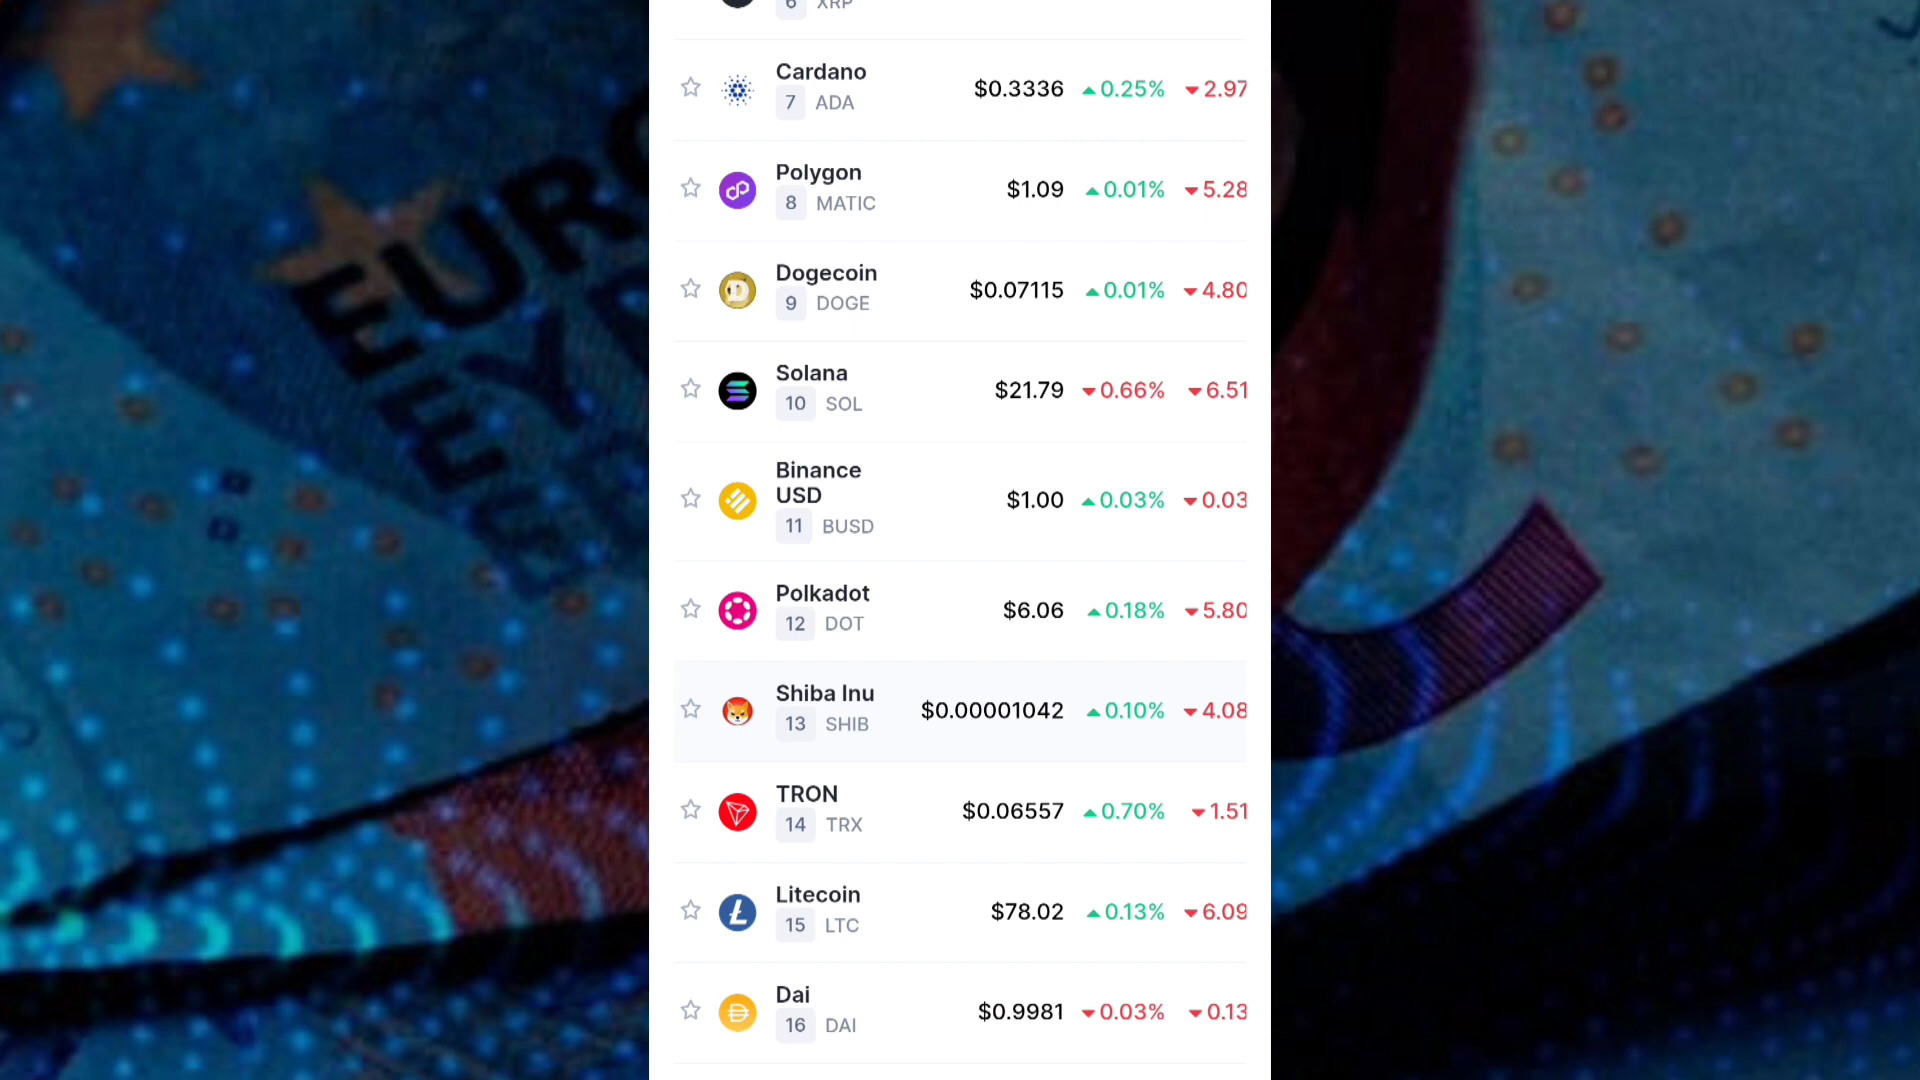 6 XRP
Cardano
7 ADA
$0.3336 0.25% 2.97
Polygon
8 MATIC
$1.09 0.01% 5.28
Dogecoin
9 DOGE
$0.07115 0.01% 4.80
Solana
10 SOL
$21.79 0.66% 6.51
Binance
USD
11 BUSD
$1.00 0.03% 0.03
Polkadot
12 DOT
$6.06 0.18% 5.80
Shiba Inu
13 SHIB
$0.00001042 0.10% 4.08
TRON
14 TRX
$0.06557 0.70% 1.51
Litecoin
15 LTC
$78.02 0.13% 6.09
Dai
16 DAI
$0.9981 0.03% 0.13